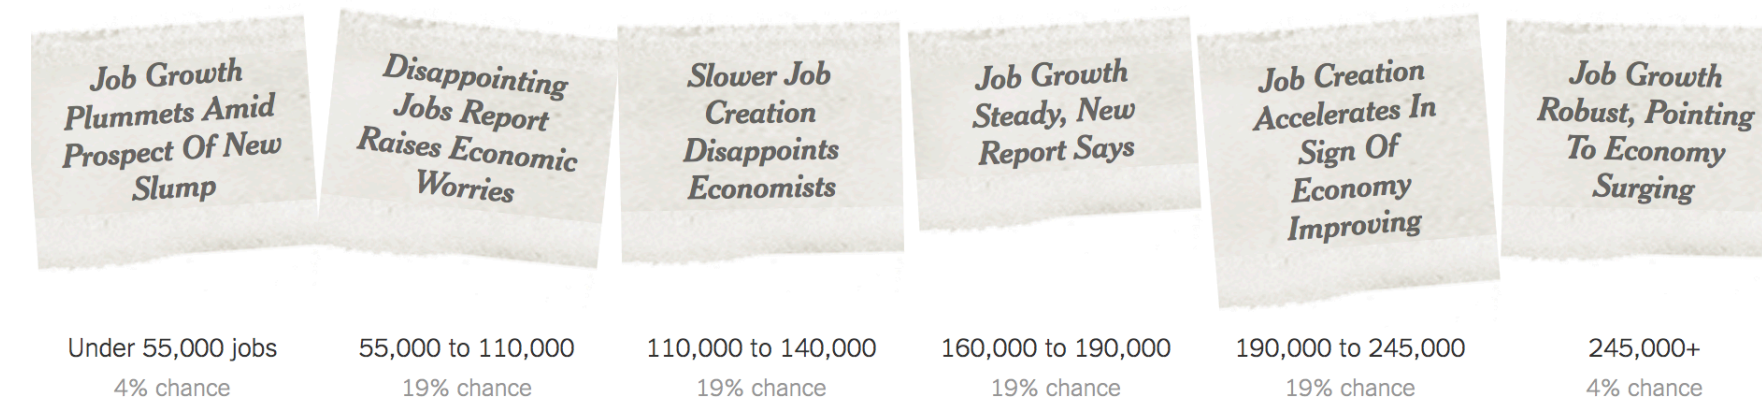 Job Growth
Plummets Amid
Prospect Of New
Slump
Disappointing
Jobs Report
Raises Economic
Worries
Slower Job
Creation
Disappoints
Economists
Job Growth
Steady, New
Report Says
Job Creation
Accelerates In
Sign Of
Economy
Improving
Job Growth
Robust, Pointing
To Economy
Surging
Under 55,000 jobs
4% chance
55,000 to 110,000
19% chance
110,000 to 140,000
19% chance
160,000 to 190,000
19% chance
190,000 to 245,000
19% chance
245,000+
4% chance